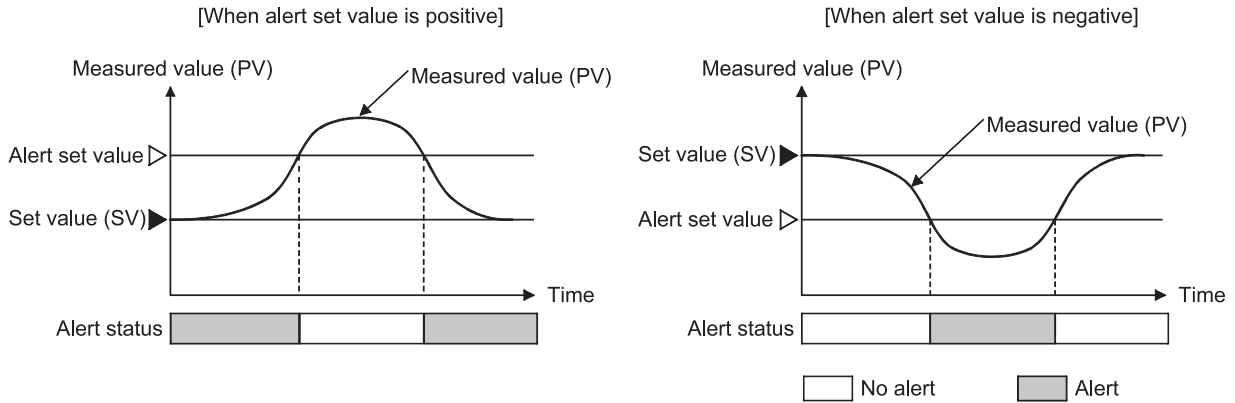 [When alert set value is positive]
Measured value (PV)
Measured value (PV)
Alert set value
Set value (SV)
Time
Alert status
[When alert set value is negative]
Measured value (PV)
Measured value (PV)
Set value (SV)
Alert set value
Time
Alert status
No alert
Alert